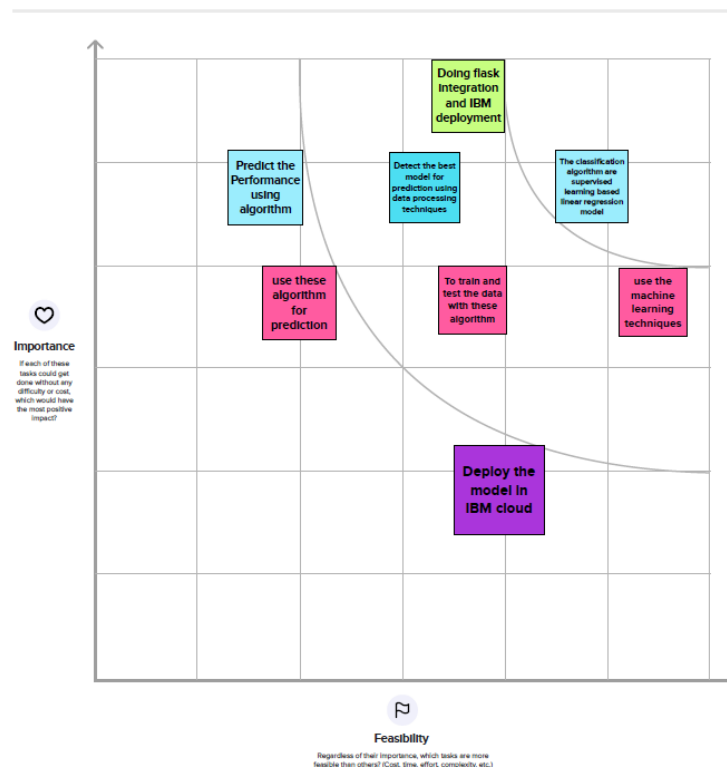 Doing flask
integration
and IBM
deployment
Predict the
Performance
using
algorithm
Detect the best
model for
prediction using
data processing
techniques
The classification
algorithm are
supervised
learning based
linear regression
model
use these
algorithm
for
prediction
To train and
test the data
with these
algorithm
use the
machine
learning
techniques
Importance
If each of these
tasks could get
done without any
difficulty or cost,
which would have
the most positive
impact?
Deploy the
model in
IBM cloud
Feasibility
Regardless of their importance, which tasks are more
feasible than others? (Cost, time, effort, complexity, etc.)